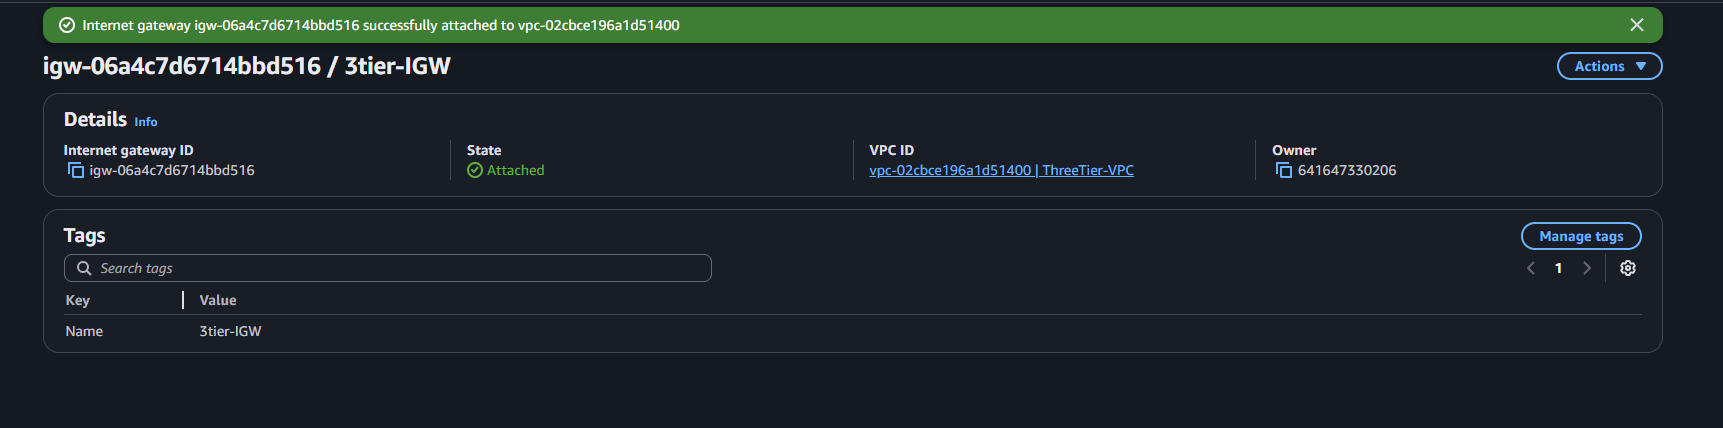 Internet gateway igw-06a4c7d6714bbd516 successfully attached to vpc-02cbce196a1d51400
igw-06a4c7d6714bbd516 / 3tier-IGW
Actions
Details Info
Internet gateway ID
igw-06a4c7d6714bbd516
State
Attached
VPC ID
vpc-02cbce196a1d51400 | ThreeTier-VPC
Owner
641647330206
Tags
Manage tags
Search tags
1
Key Value
Name 3tier-IGW